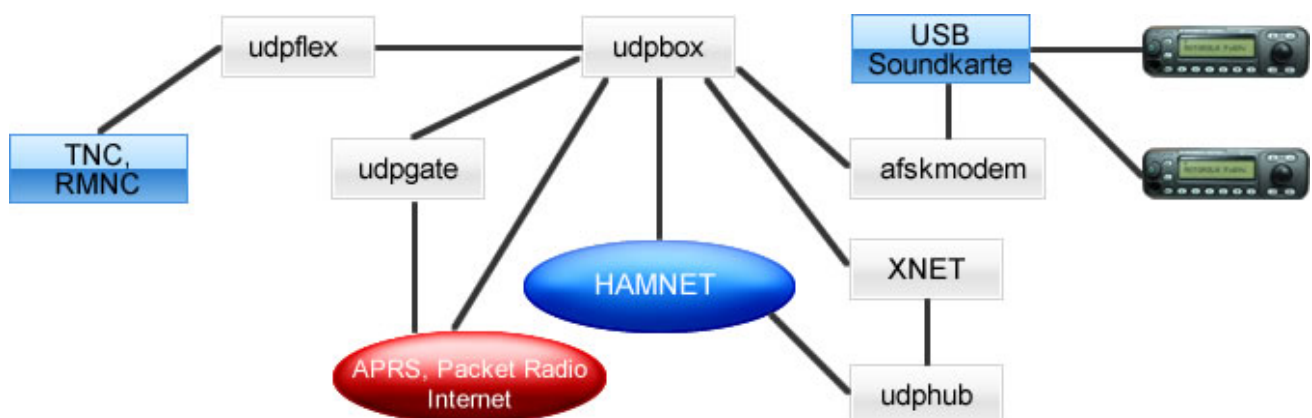 udpflex
udpbox
USB
Soundkarte
TNC,
RMNC
udpgate
afskmodem
HAMNET
XNET
APRS, Packet Radio
Internet
udphub